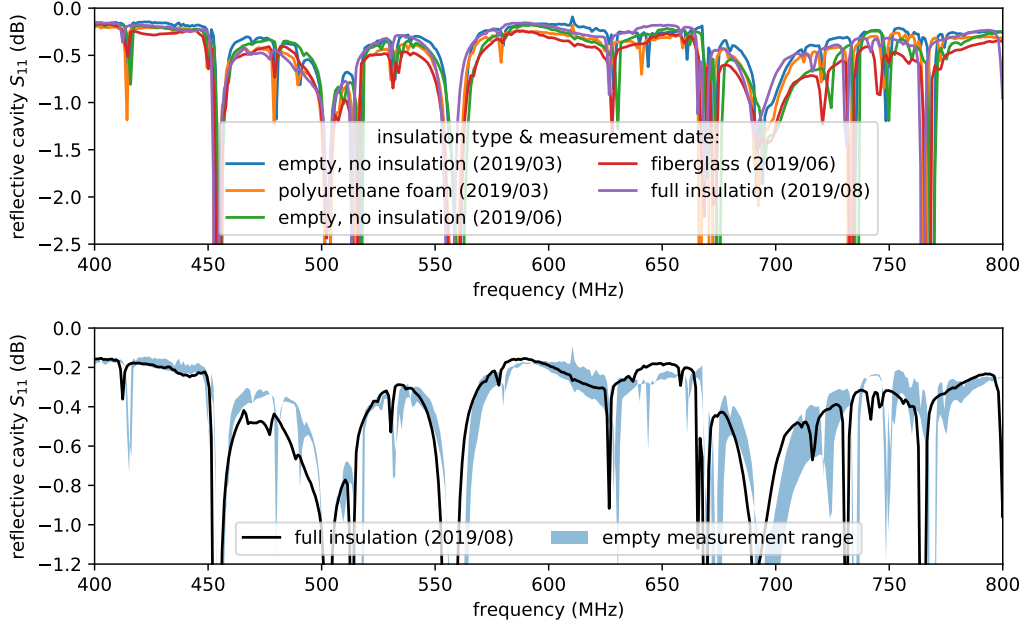 0.0
−0.5
−1.0
−1.5
−2.0
−2.5
reflective cavity S₁₁ (dB)
insulation type & measurement date:
empty, no insulation (2019/03)
polyurethane foam (2019/03)
empty, no insulation (2019/06)
fiberglass (2019/06)
full insulation (2019/08)
400 450 500 550 600 650 700 750 800
frequency (MHz)
0.0
−0.2
−0.4
−0.6
−0.8
−1.0
−1.2
reflective cavity S₁₁ (dB)
full insulation (2019/08) empty measurement range
400 450 500 550 600 650 700 750 800
frequency (MHz)